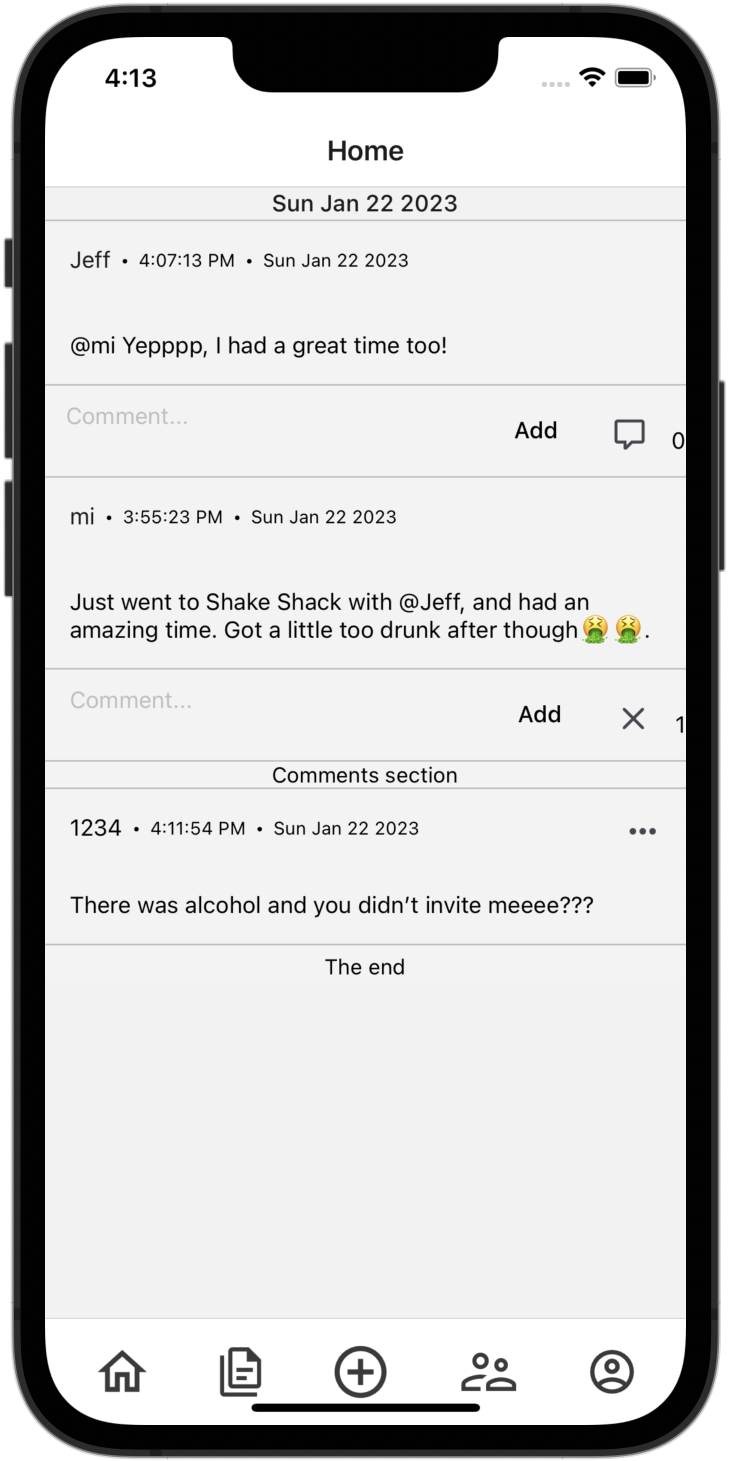 4:13
Home
Sun Jan 22 2023
Jeff • 4:07:13 PM • Sun Jan 22 2023
@mi Yepppp, I had a great time too!
Comment...
Add
0
mi • 3:55:23 PM • Sun Jan 22 2023
Just went to Shake Shack with @Jeff, and had an
amazing time. Got a little too drunk after though🤮🤮.
Comment...
Add
1
Comments section
1234 • 4:11:54 PM • Sun Jan 22 2023
There was alcohol and you didn’t invite meeee???
The end